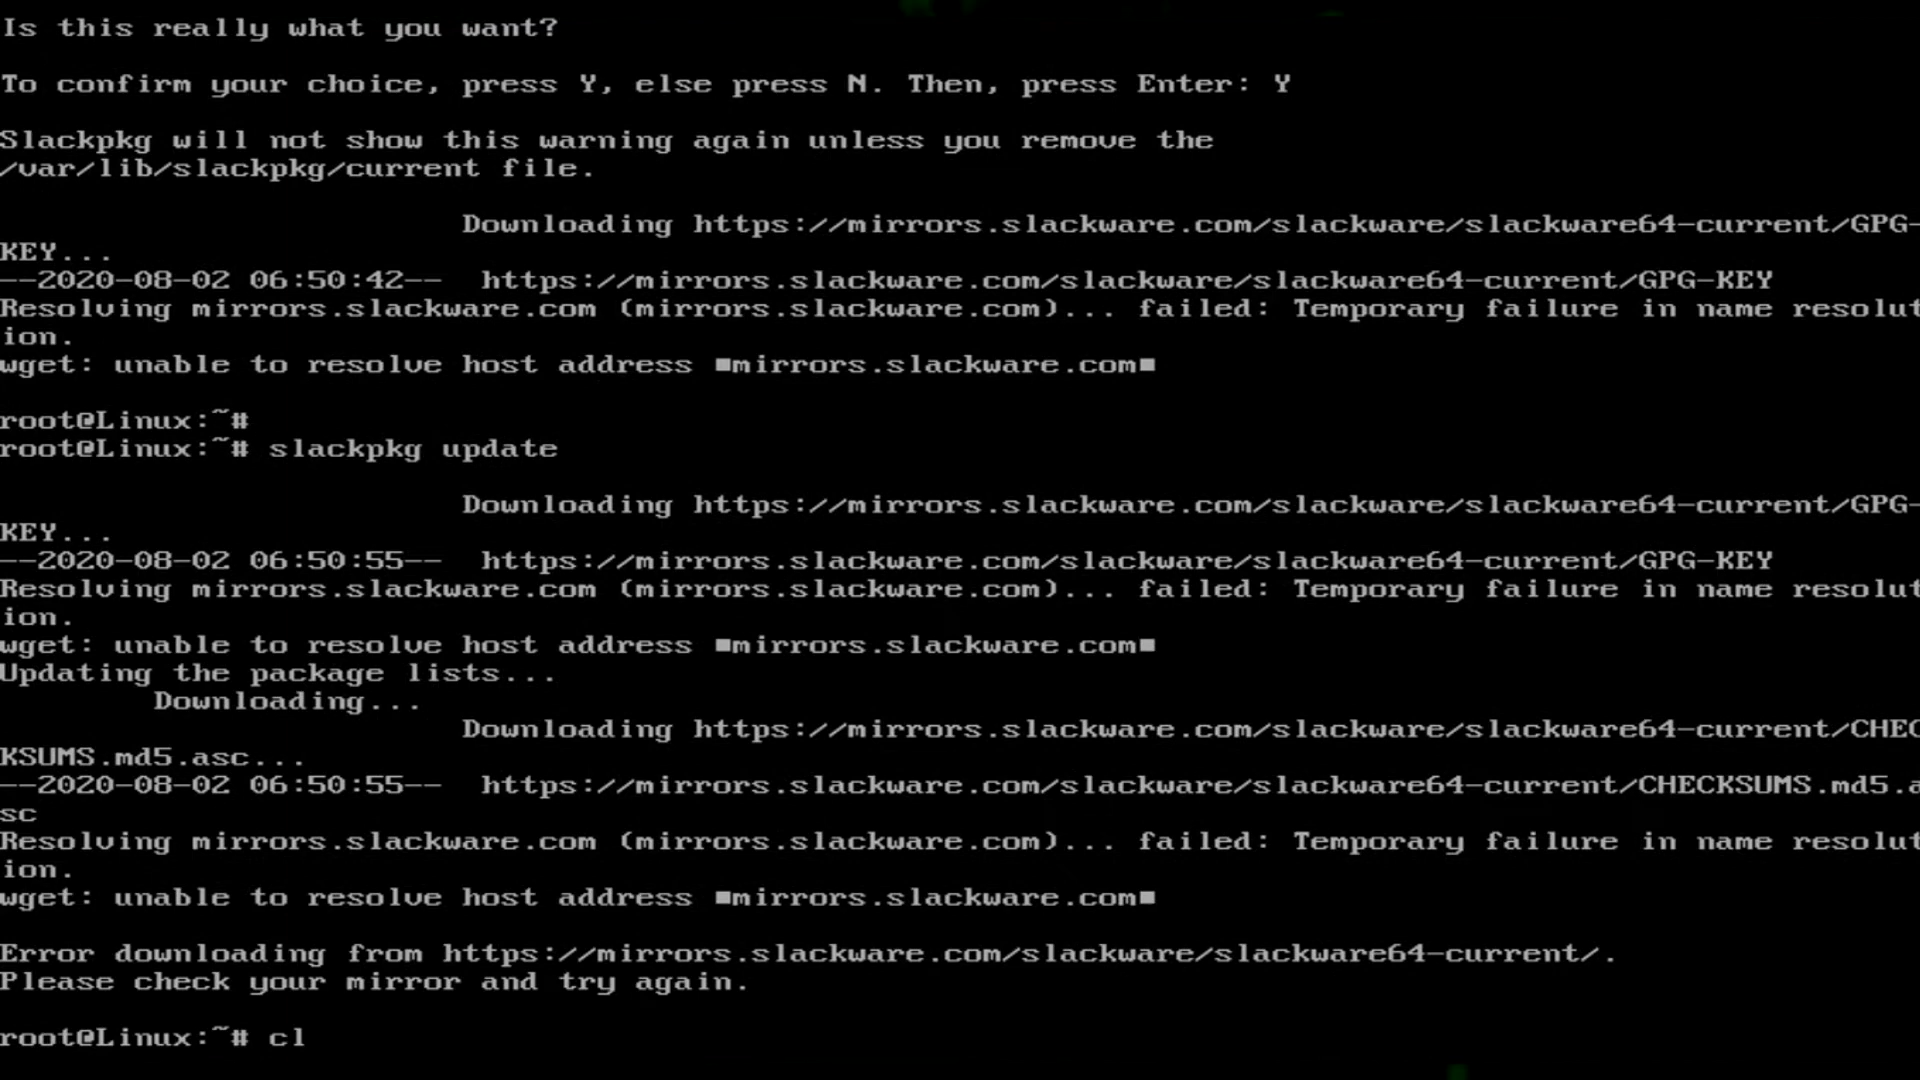 Is this really what you want?
To confirm your choice, press Y, else press N. Then, press Enter: Y
Slackpkg will not show this warning again unless you remove the
/var/lib/slackpkg/current file.
Downloading https://mirrors.slackware.com/slackware/slackware64-current/GPG-
KEY...
--2020-08-02 06:50:42--  https://mirrors.slackware.com/slackware/slackware64-current/GPG-KEY
Resolving mirrors.slackware.com (mirrors.slackware.com)... failed: Temporary failure in name resolut
ion.
wget: unable to resolve host address ■mirrors.slackware.com■
root@Linux:~#
root@Linux:~# slackpkg update
Downloading https://mirrors.slackware.com/slackware/slackware64-current/GPG-
KEY...
--2020-08-02 06:50:55--  https://mirrors.slackware.com/slackware/slackware64-current/GPG-KEY
Resolving mirrors.slackware.com (mirrors.slackware.com)... failed: Temporary failure in name resolut
ion.
wget: unable to resolve host address ■mirrors.slackware.com■
Updating the package lists...
Downloading...
Downloading https://mirrors.slackware.com/slackware/slackware64-current/CHEC
KSUMS.md5.asc...
--2020-08-02 06:50:55--  https://mirrors.slackware.com/slackware/slackware64-current/CHECKSUMS.md5.a
sc
Resolving mirrors.slackware.com (mirrors.slackware.com)... failed: Temporary failure in name resolut
ion.
wget: unable to resolve host address ■mirrors.slackware.com■
Error downloading from https://mirrors.slackware.com/slackware/slackware64-current/.
Please check your mirror and try again.
root@Linux:~# cl